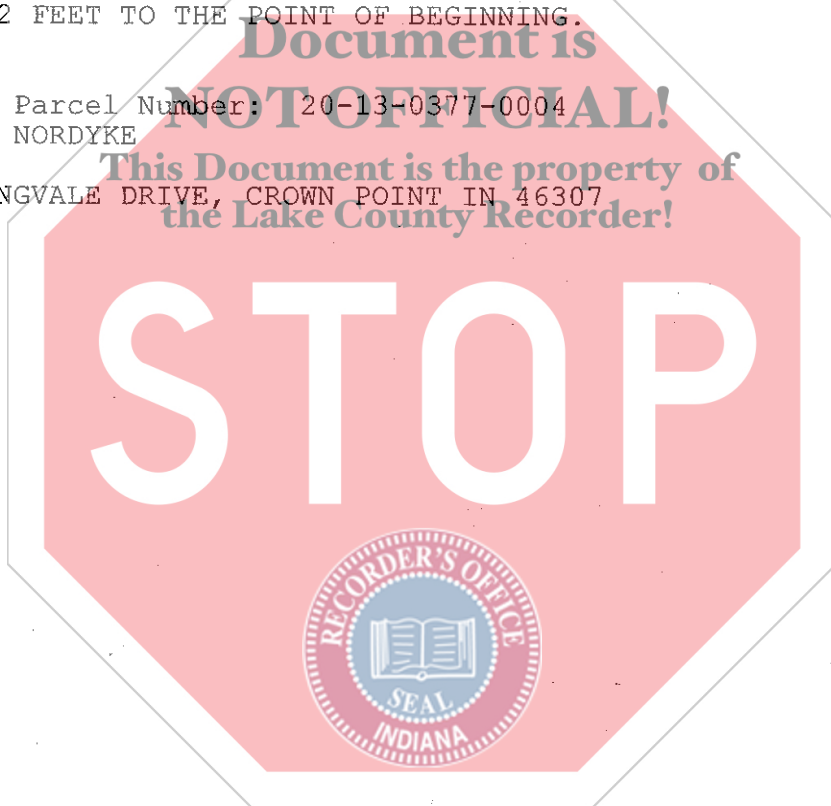 2 FEET TO THE POINT OF BEGINNING.
Document is
Parcel Number: 20-13-0377-0004
NOT OFFICIAL!
NORDYKE
This Document is the property of
NGVALE DRIVE, CROWN POINT IN 46307
the Lake County Recorder!
STOP
RECORDER'S OFFICE
SEAL
INDIANA